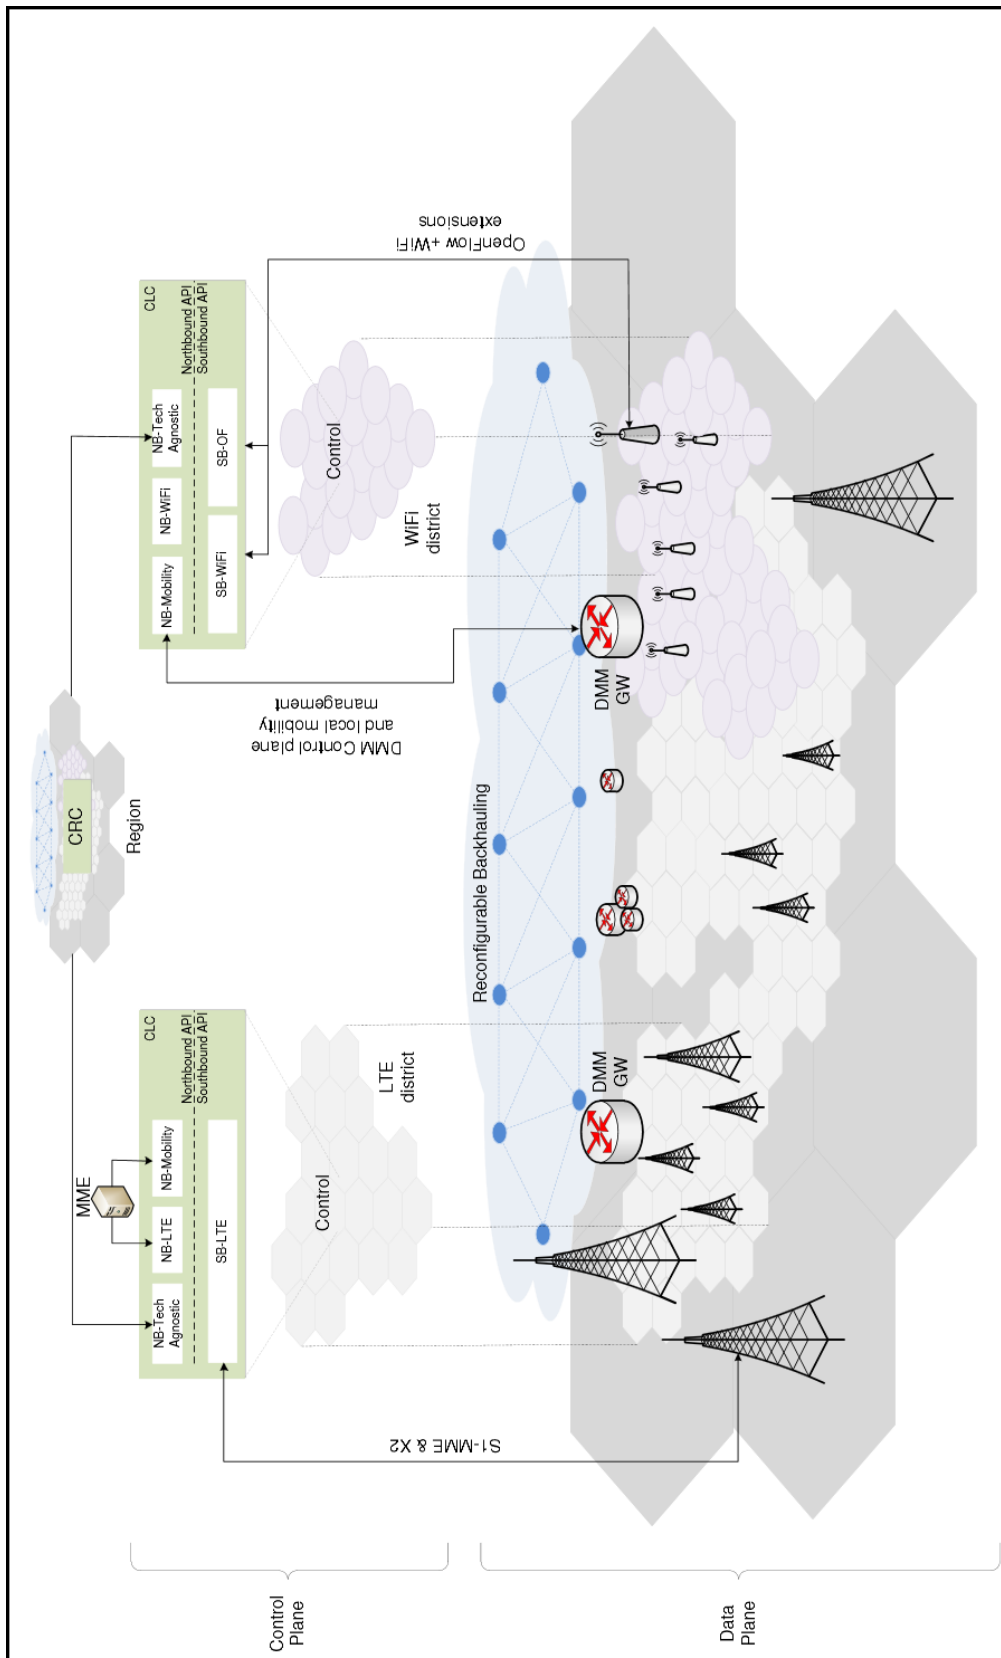 Control
Plane
Data
Plane
CRC
Region
MME
CLC
Northbound API
Southbound API
NB-Tech
Agnostic
NB-LTE
NB-Mobility
SB-LTE
S1-MME & X2
Control
LTE
district
CLC
Northbound API
Southbound API
NB-Mobility
NB-WiFi
NB-Tech
Agnostic
SB-WiFi
SB-OF
DMM Control plane
and local mobility
management
OpenFlow +WiFi
extensions
Control
WiFi
district
Reconfigurable Backhauling
DMM
GW
DMM
GW